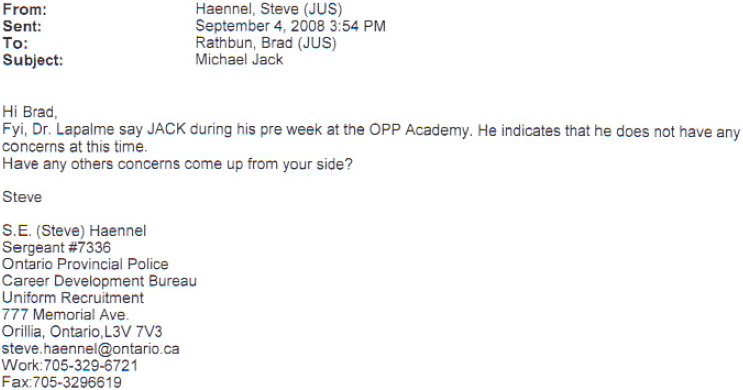 From: Haennel, Steve (JUS)
Sent: September 4, 2008 3:54 PM
To: Rathbun, Brad (JUS)
Subject: Michael Jack
Hi Brad,
Fyi, Dr. Lapalme say JACK during his pre week at the OPP Academy. He indicates that he does not have any
concerns at this time.
Have any others concerns come up from your side?
Steve
S.E. (Steve) Haennel
Sergeant #7336
Ontario Provincial Police
Career Development Bureau
Uniform Recruitment
777 Memorial Ave.
Orillia, Ontario,L3V 7V3
steve.haennel@ontario.ca
Work:705-329-6721
Fax:705-3296619